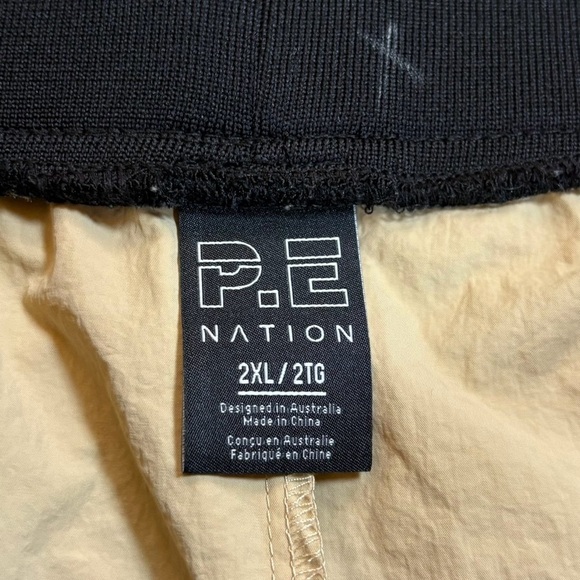 P.E
NATION
2XL/2TG
Designed in Australia
Made in China
Conçu en Australie
Fabriqué en Chine